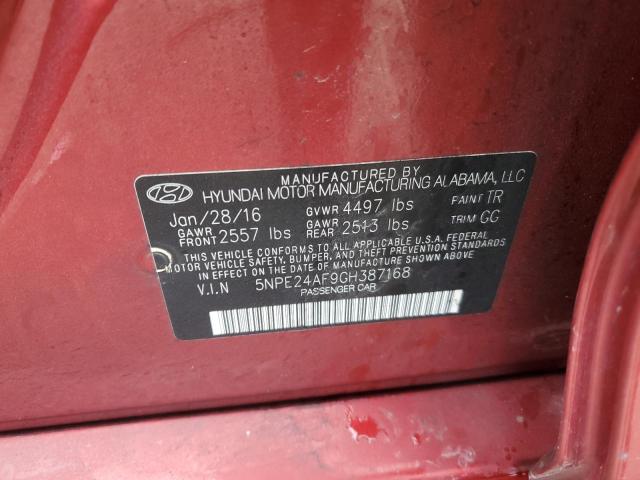 MANUFACTURED BY
HYUNDAI MOTOR MANUFACTURING ALABAMA, LLC
Jan/28/16 GVWR 4497 lbs PAINT TR
GAWR FRONT 2557 lbs GAWR REAR 2513 lbs TRIM GG
THIS VEHICLE CONFORMS TO ALL APPLICABLE U.S.A. FEDERAL
MOTOR VEHICLE SAFETY, BUMPER, AND THEFT PREVENTION
STANDARDS IN EFFECT ON THE DATE OF MANUFACTURE SHOWN ABOVE
V.I.N 5NPE24AF9GH387168
PASSENGER CAR